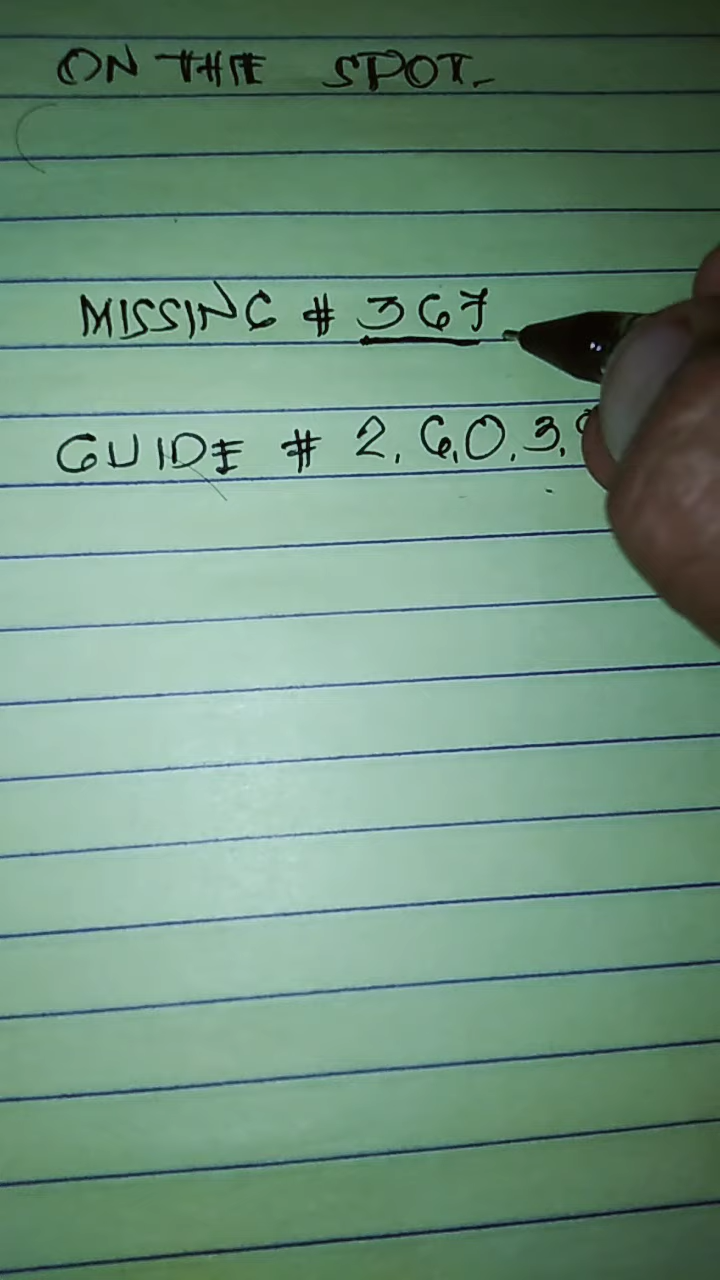 ON THE SPOT-
MISSING # 367
GUIDE # 2, 6, 0, 3,